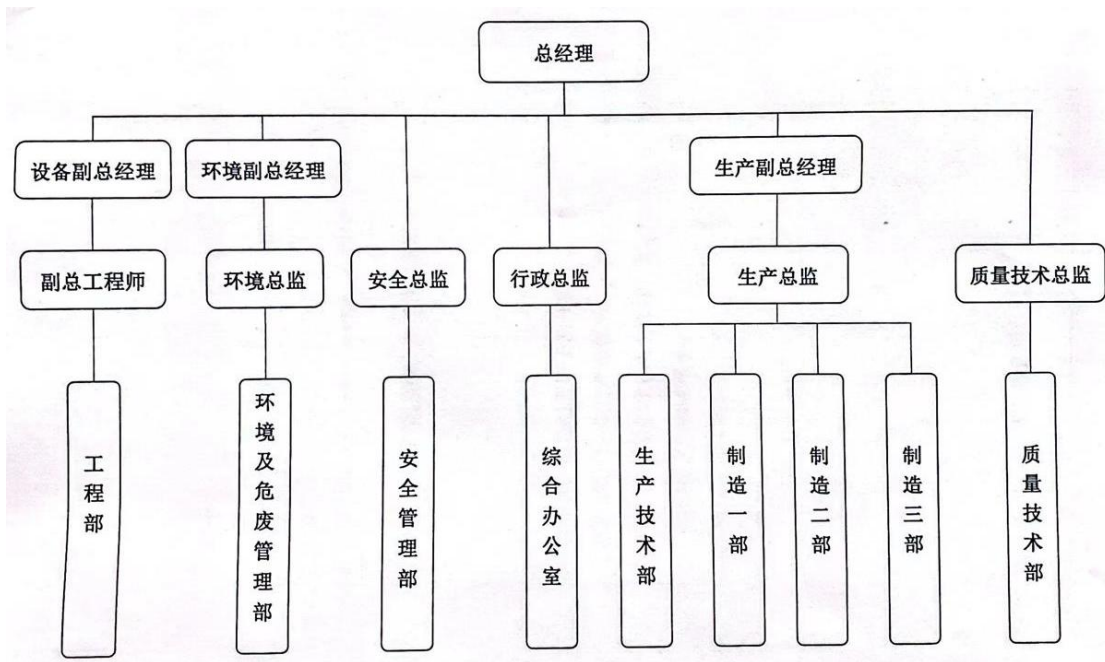 总经理
设备副总经理
环境副总经理
生产副总经理
副总工程师
环境总监
安全总监
行政总监
生产总监
质量技术总监
工程部
环境及危废管理部
安全管理部
综合办公室
生产技术部
制造一部
制造二部
制造三部
质量技术部